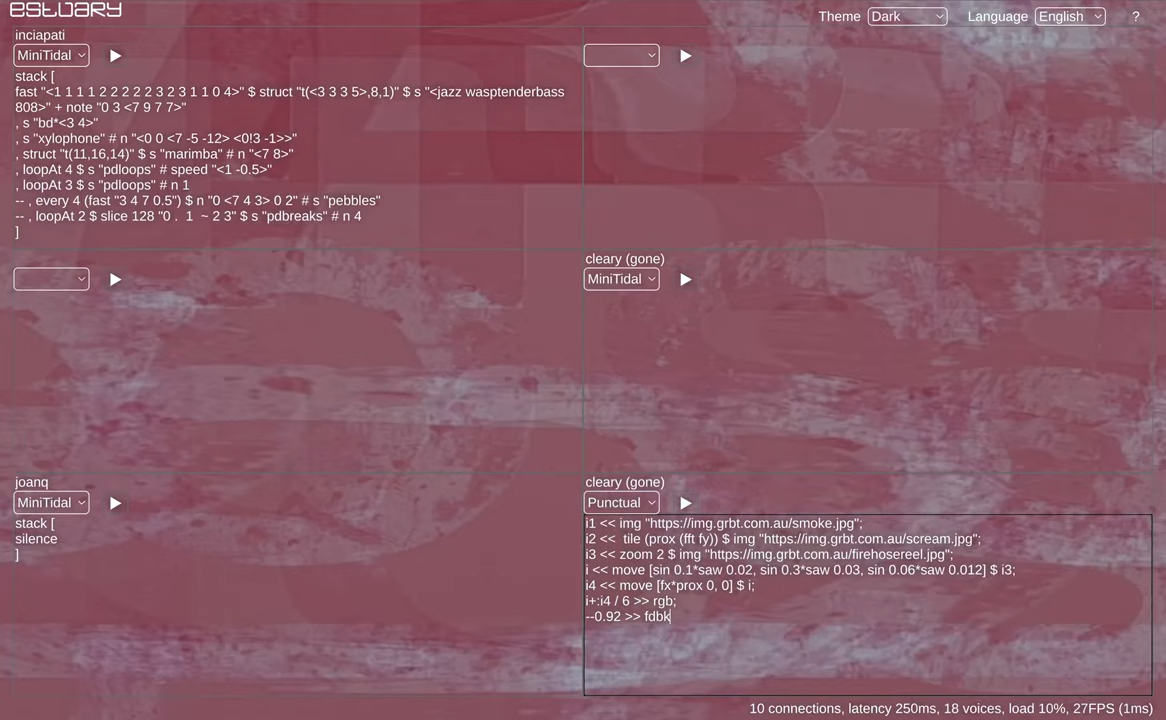 estuary
Theme Dark Language English ?
inciapati
MiniTidal
stack [
fast "<1 1 1 1 2 2 2 2 2 3 2 3 1 1 0 4>" $ struct "t(<3 3 3 5>,8,1)" $ s "<jazz wasptenderbass
808>" + note "0 3 <7 9 7 7>"
, s "bd*<3 4>"
, s "xylophone" # n "<0 0 <7 -5 -12> <0!3 -1>>"
, struct "t(11,16,14)" $ s "marimba" # n "<7 8>"
, loopAt 4 $ s "pdloops" # speed "<1 -0.5>"
, loopAt 3 $ s "pdloops" # n 1
-- , every 4 (fast "3 4 7 0.5") $ n "0 <7 4 3> 0 2" # s "pebbles"
-- , loopAt 2 $ slice 128 "0 .  1  ~ 2 3" $ s "pdbreaks" # n 4
]
cleary (gone)
MiniTidal
joanq
MiniTidal
stack [
silence
]
cleary (gone)
Punctual
i1 << img "https://img.grbt.com.au/smoke.jpg";
i2 <<  tile (prox (fft fy)) $ img "https://img.grbt.com.au/scream.jpg";
i3 << zoom 2 $ img "https://img.grbt.com.au/firehosereel.jpg";
i << move [sin 0.1*saw 0.02, sin 0.3*saw 0.03, sin 0.06*saw 0.012] $ i3;
i4 << move [fx*prox 0, 0] $ i;
i+:i4 / 6 >> rgb;
--0.92 >> fdbk
10 connections, latency 250ms, 18 voices, load 10%, 27FPS (1ms)